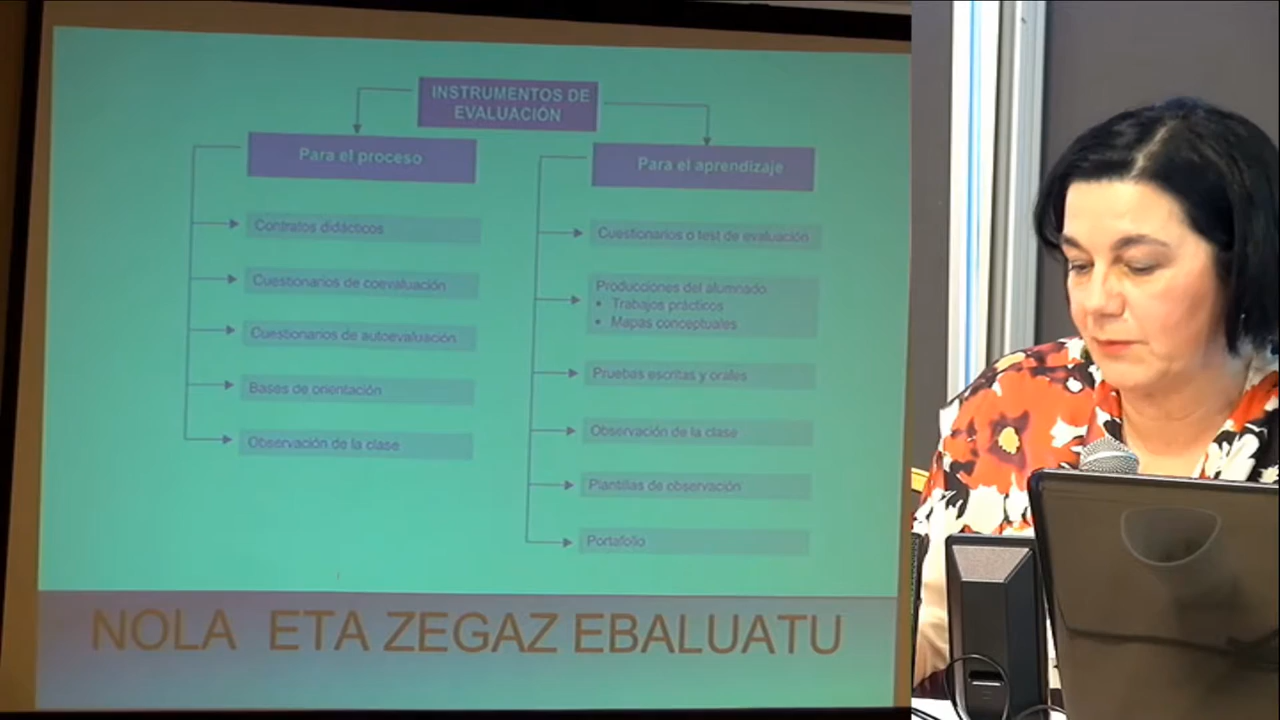 INSTRUMENTOS DE
EVALUACIÓN
Para el proceso
Contratos didácticos
Cuestionarios de coevaluación
Cuestionarios de autoevaluación
Bases de orientación
Observación de la clase
Para el aprendizaje
Cuestionarios o test de evaluación
Producciones del alumnado
• Trabajos prácticos
• Mapas conceptuales
Pruebas escritas y orales
Observación de la clase
Plantillas de observación
Portafolio
NOLA ETA ZEGAZ EBALUATU